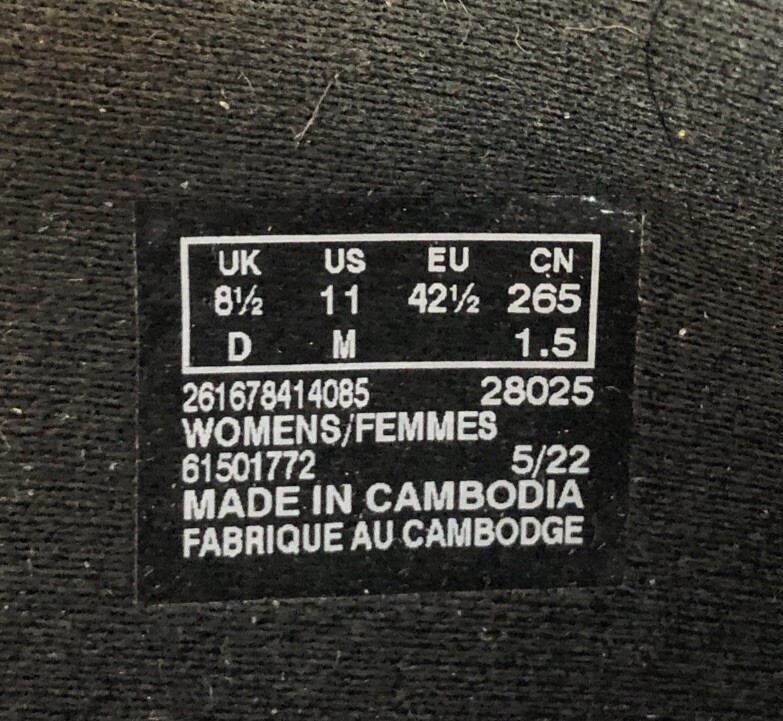 UK US EU CN
8½ 11 42½ 265
D M 1.5
261678414085 28025
WOMENS/FEMMES
61501772 5/22
MADE IN CAMBODIA
FABRIQUE AU CAMBODGE